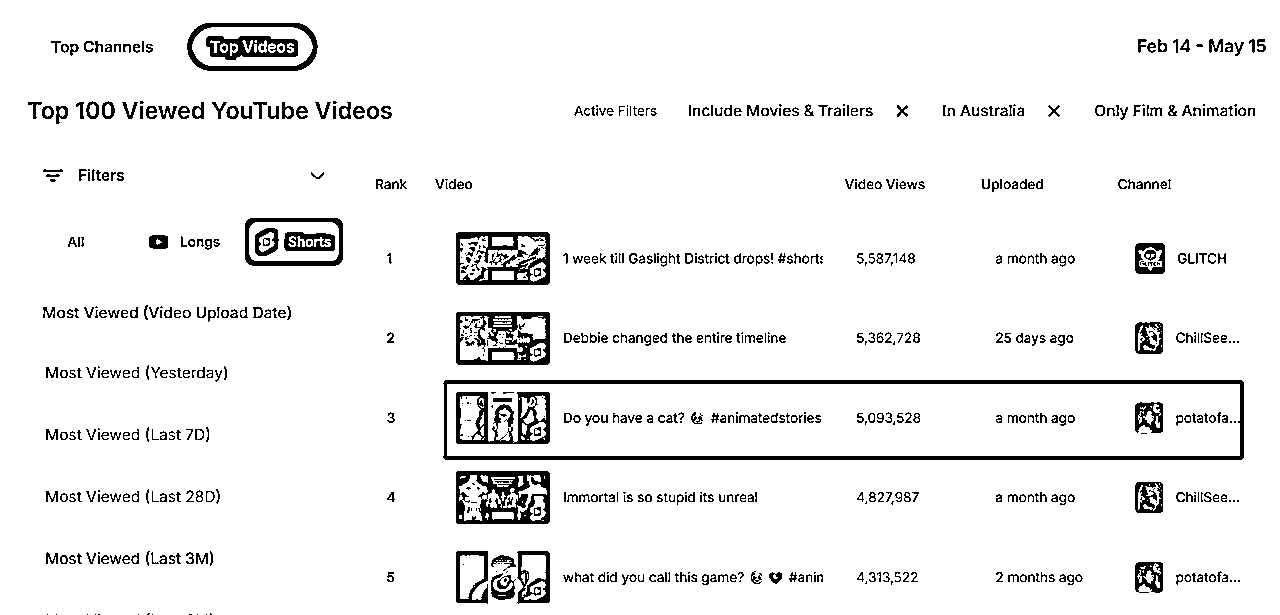 Top Channels Top Videos Feb 14 - May 15
Top 100 Viewed YouTube Videos Active Filters Include Movies & Trailers × In Australia × Only Film & Animation
Filters
Rank Video Video Views Uploaded Channel
All Longs Shorts
1 1 week till Gaslight District drops! #shorts 5,587,148 a month ago GLITCH
Most Viewed (Video Upload Date)
2 Debbie changed the entire timeline 5,362,728 25 days ago ChillSee...
Most Viewed (Yesterday)
3 Do you have a cat? 😿 #animatedstories 5,093,528 a month ago potatofa...
Most Viewed (Last 7D)
Most Viewed (Last 28D)
4 Immortal is so stupid its unreal 4,827,987 a month ago ChillSee...
Most Viewed (Last 3M)
5 what did you call this game? 😿 💔 #anin 4,313,522 2 months ago potatofa...